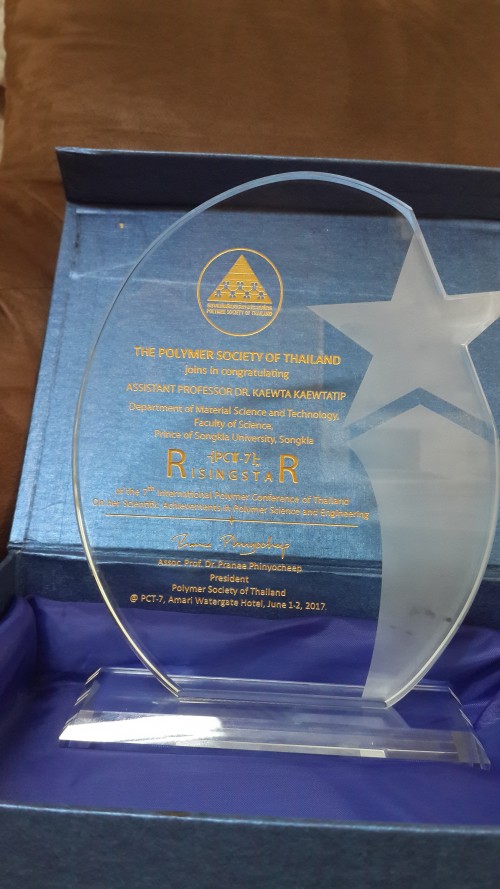 POLYMER SOCIETY OF THAILAND
THE POLYMER SOCIETY OF THAILAND
joins in congratulating
ASSISTANT PROFESSOR DR. KAEWTA KAEWTATIP
Department of Material Science and Technology,
Faculty of Science,
Prince of Songkla University, Songkla
[PCT-7]
RISINGSTAR
of the 7th International Polymer Conference of Thailand
Scientific Achievements in Polymer Science and Engineering
Pranee Phinyocheep
Assoc. Prof. Dr. Pranee Phinyocheep
President
Polymer Society of Thailand
@ PCT-7, Amari Watergate Hotel, June 1-2, 2017.